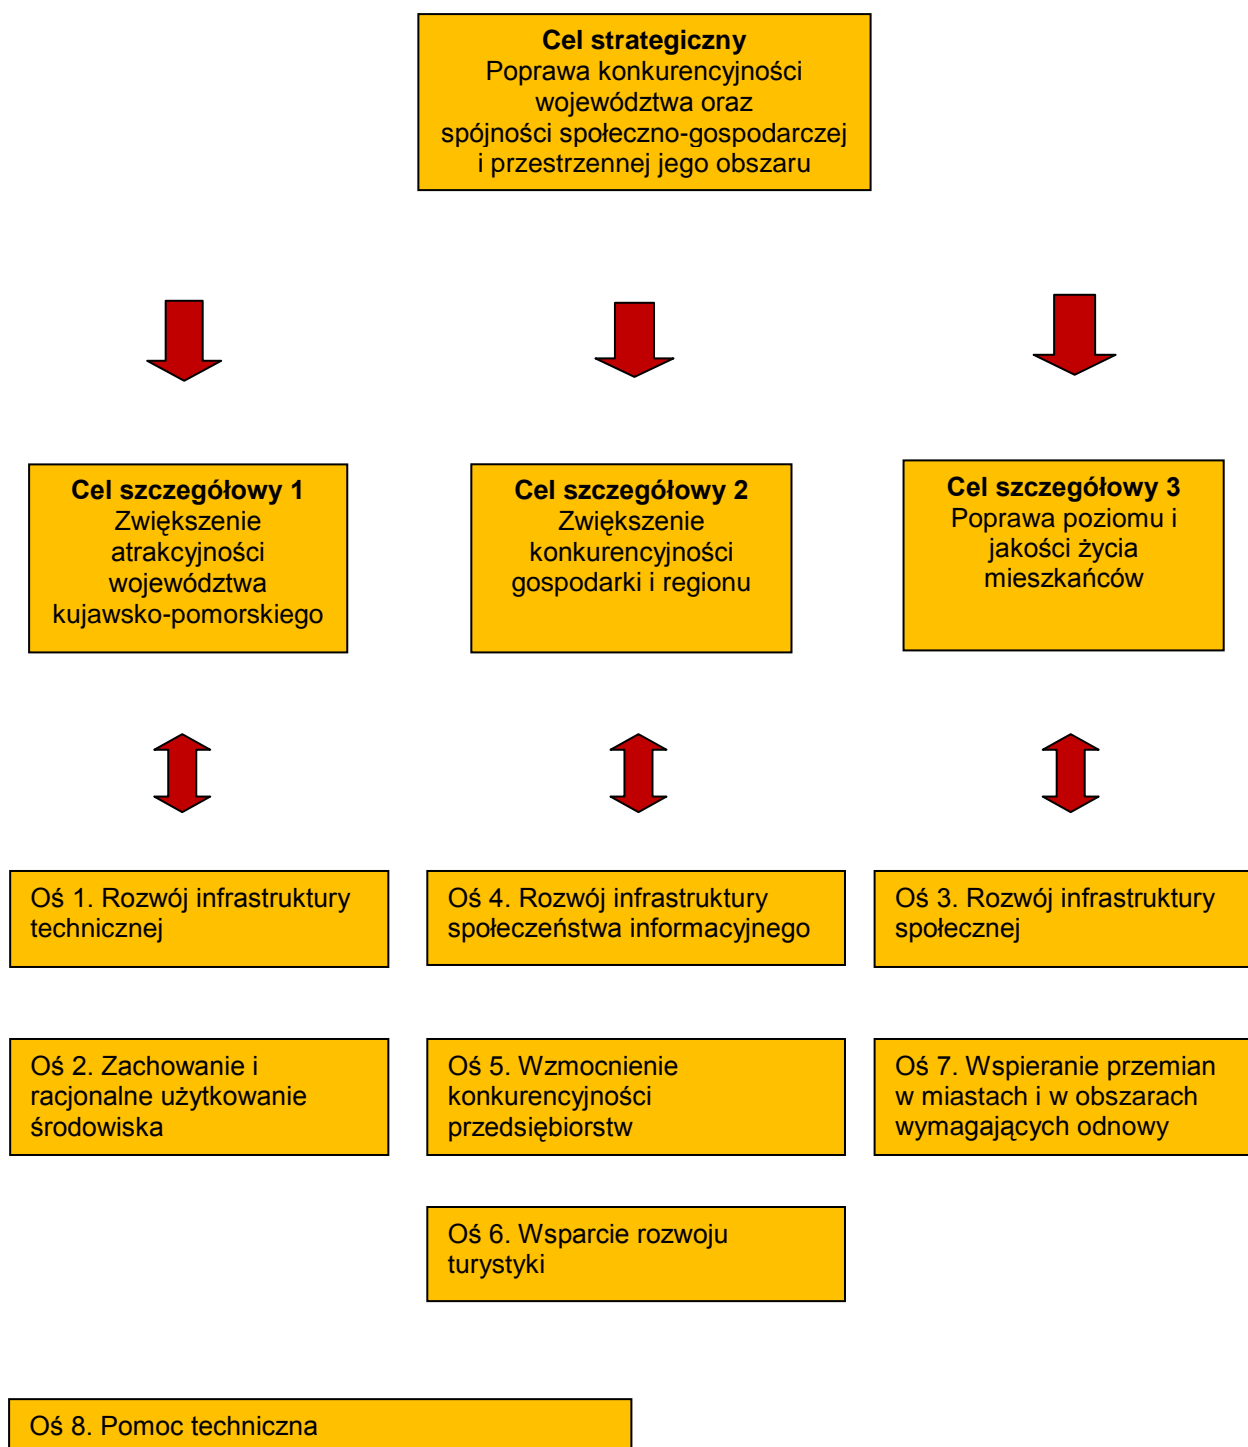 Cel strategiczny
Poprawa konkurencyjności
województwa oraz
spójności społeczno-gospodarczej
i przestrzennej jego obszaru
Cel szczegółowy 1
Zwiększenie
atrakcyjności
województwa
kujawsko-pomorskiego
Cel szczegółowy 2
Zwiększenie
konkurencyjności
gospodarki i regionu
Cel szczegółowy 3
Poprawa poziomu i
jakości życia
mieszkańców
Oś 1. Rozwój infrastruktury
technicznej
Oś 4. Rozwój infrastruktury
społeczeństwa informacyjnego
Oś 3. Rozwój infrastruktury
społecznej
Oś 2. Zachowanie i
racjonalne użytkowanie
środowiska
Oś 5. Wzmocnienie
konkurencyjności
przedsiębiorstw
Oś 7. Wspieranie przemian
w miastach i w obszarach
wymagających odnowy
Oś 6. Wsparcie rozwoju
turystyki
Oś 8. Pomoc techniczna